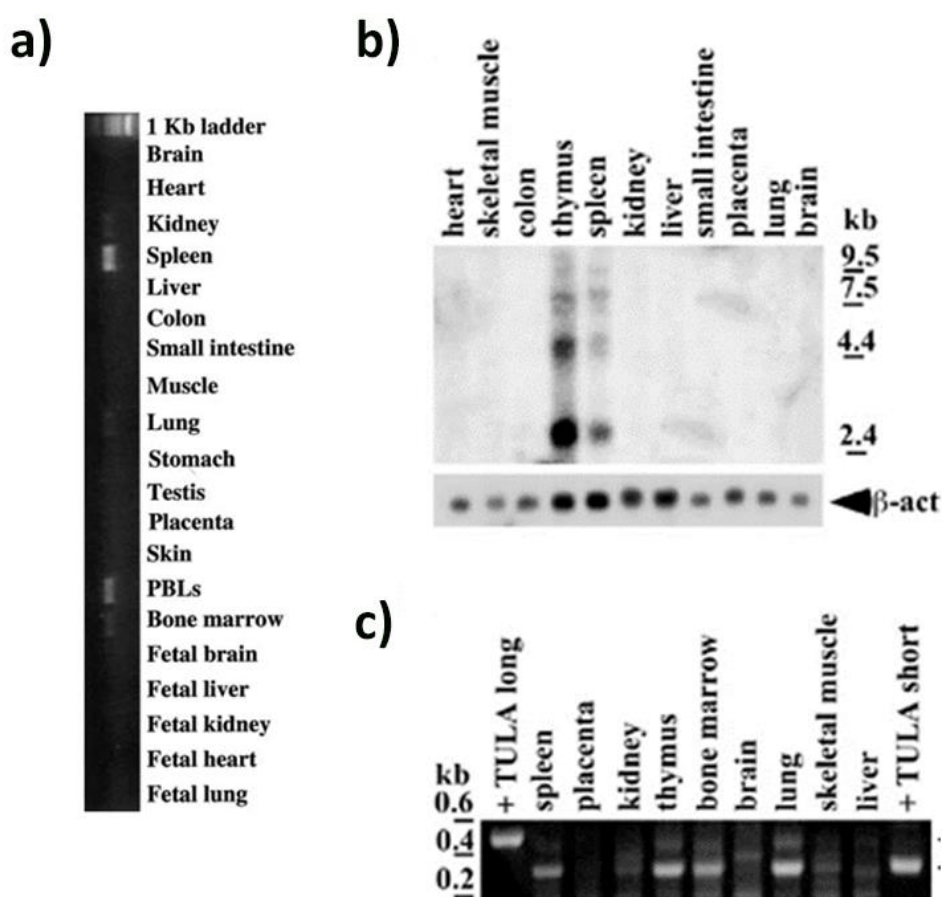 a)
1 Kb ladder
Brain
Heart
Kidney
Spleen
Liver
Colon
Small intestine
Muscle
Lung
Stomach
Testis
Placenta
Skin
PBLs
Bone marrow
Fetal brain
Fetal liver
Fetal kidney
Fetal heart
Fetal lung
b)
heart
skeletal muscle
colon
thymus
spleen
kidney
liver
small intestine
placenta
lung
brain
kb
9.5
7.5
4.4
2.4
β-act
c)
+ TULA long
spleen
placenta
kidney
thymus
bone marrow
brain
lung
skeletal muscle
liver
+ TULA short
kb
0.6
0.4
0.2